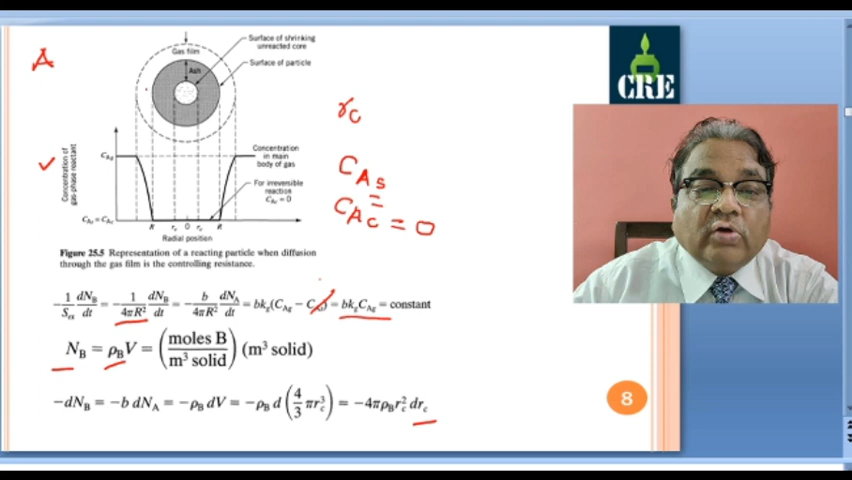 A
Gas film
Ash
Surface of shrinking
unreacted core
Surface of particle
Concentration of
gas-phase reactant
C_Ag
C_As = C_Ac
R r_c 0 r_c R
Radial position
Concentration
in main
body of gas
For irreversible
reaction
C_Ac = 0
r_c
C_As
=
C_Ac = 0
CRE
Figure 25.5 Representation of a reacting particle when diffusion
through the gas film is the controlling resistance.
-1/S_ex dN_B/dt = -1/4πR² dN_B/dt = -b/4πR² dN_A/dt = bk_g(C_Ag - C_As) = bk_gC_Ag = constant
N_B = ρ_BV = (moles B/m³ solid) (m³ solid)
-dN_B = -b dN_A = -ρ_B dV = -ρ_B d(4/3 πr_c³) = -4πρ_Br_c² dr_c
8